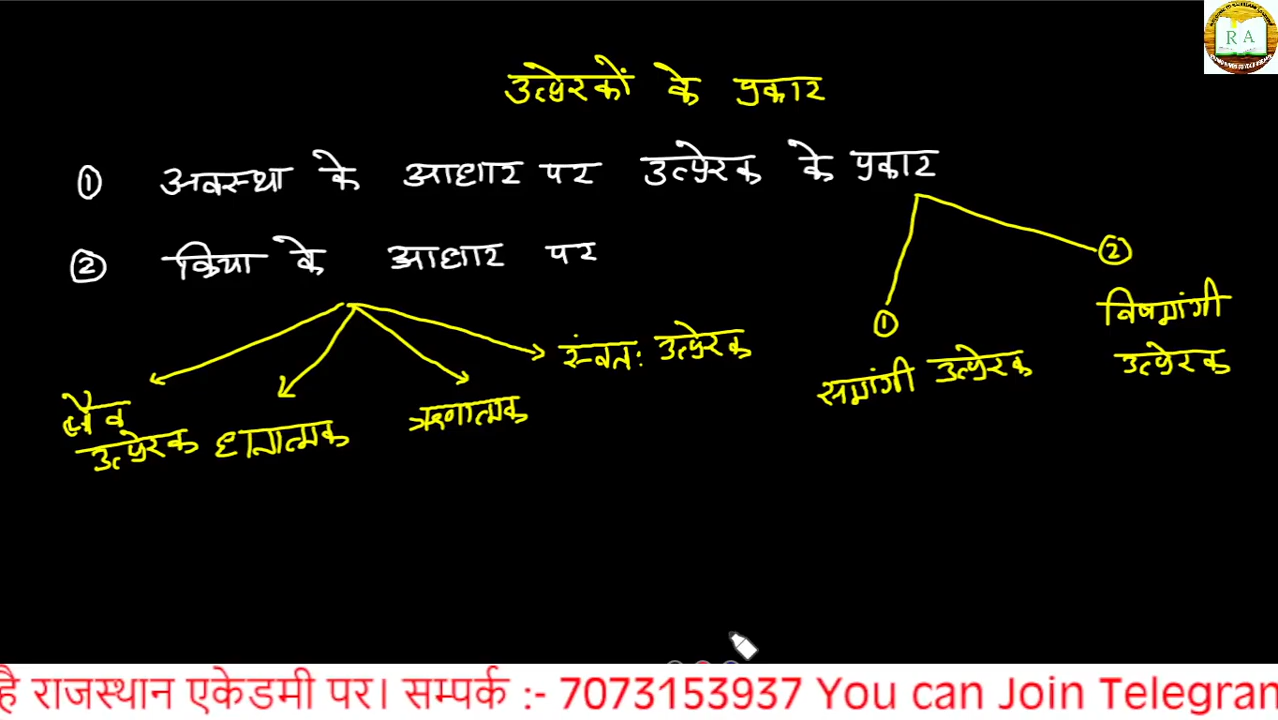 उत्प्रेरकों के प्रकार
① अवस्था के आधार पर उत्प्रेरक के प्रकार
② क्रिया के आधार पर
जैव उत्प्रेरक
धनात्मक
ऋणात्मक
स्वतः उत्प्रेरक
① समांगी उत्प्रेरक
② विषमांगी उत्प्रेरक
R A
है राजस्थान एकेडमी पर। सम्पर्क :- 7073153937 You can Join Telegran